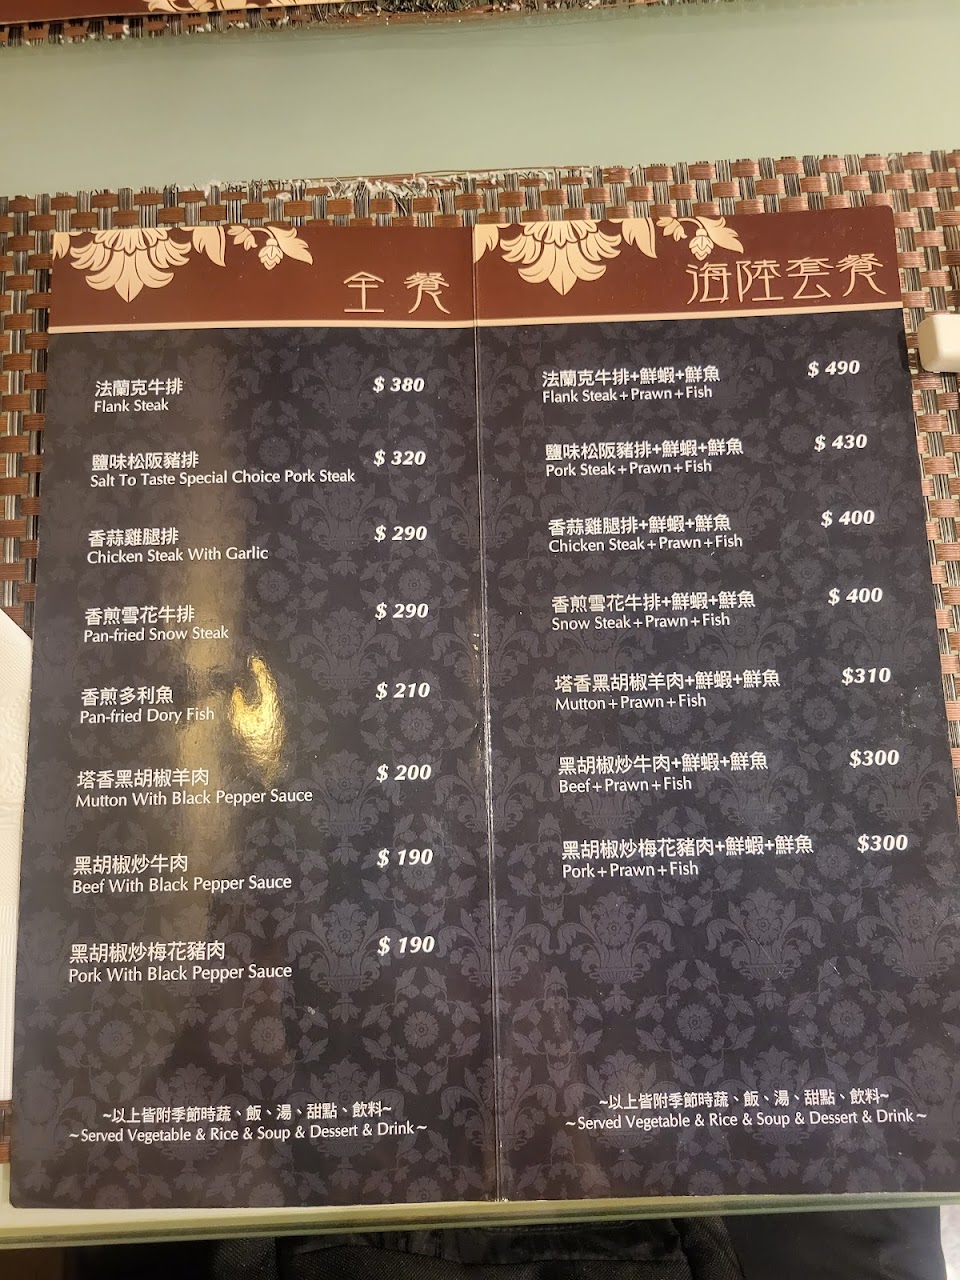 全餐
法蘭克牛排 $ 380
Flank Steak
鹽味松阪豬排 $ 320
Salt To Taste Special Choice Pork Steak
香蒜雞腿排 $ 290
Chicken Steak With Garlic
香煎雪花牛排 $ 290
Pan-fried Snow Steak
香煎多利魚 $ 210
Pan-fried Dory Fish
塔香黑胡椒羊肉 $ 200
Mutton With Black Pepper Sauce
黑胡椒炒牛肉 $ 190
Beef With Black Pepper Sauce
黑胡椒炒梅花豬肉 $ 190
Pork With Black Pepper Sauce
~以上皆附季節時蔬、飯、湯、甜點、飲料~
~Served Vegetable & Rice & Soup & Dessert & Drink~
海陸套餐
法蘭克牛排+鮮蝦+鮮魚 $ 490
Flank Steak+Prawn+Fish
鹽味松阪豬排+鮮蝦+鮮魚 $ 430
Pork Steak+Prawn+Fish
香蒜雞腿排+鮮蝦+鮮魚 $ 400
Chicken Steak+Prawn+Fish
香煎雪花牛排+鮮蝦+鮮魚 $ 400
Snow Steak+Prawn+Fish
塔香黑胡椒羊肉+鮮蝦+鮮魚 $310
Mutton+Prawn+Fish
黑胡椒炒牛肉+鮮蝦+鮮魚 $300
Beef+Prawn+Fish
黑胡椒炒梅花豬肉+鮮蝦+鮮魚 $300
Pork+Prawn+Fish
~以上皆附季節時蔬、飯、湯、甜點、飲料~
~Served Vegetable & Rice & Soup & Dessert & Drink~